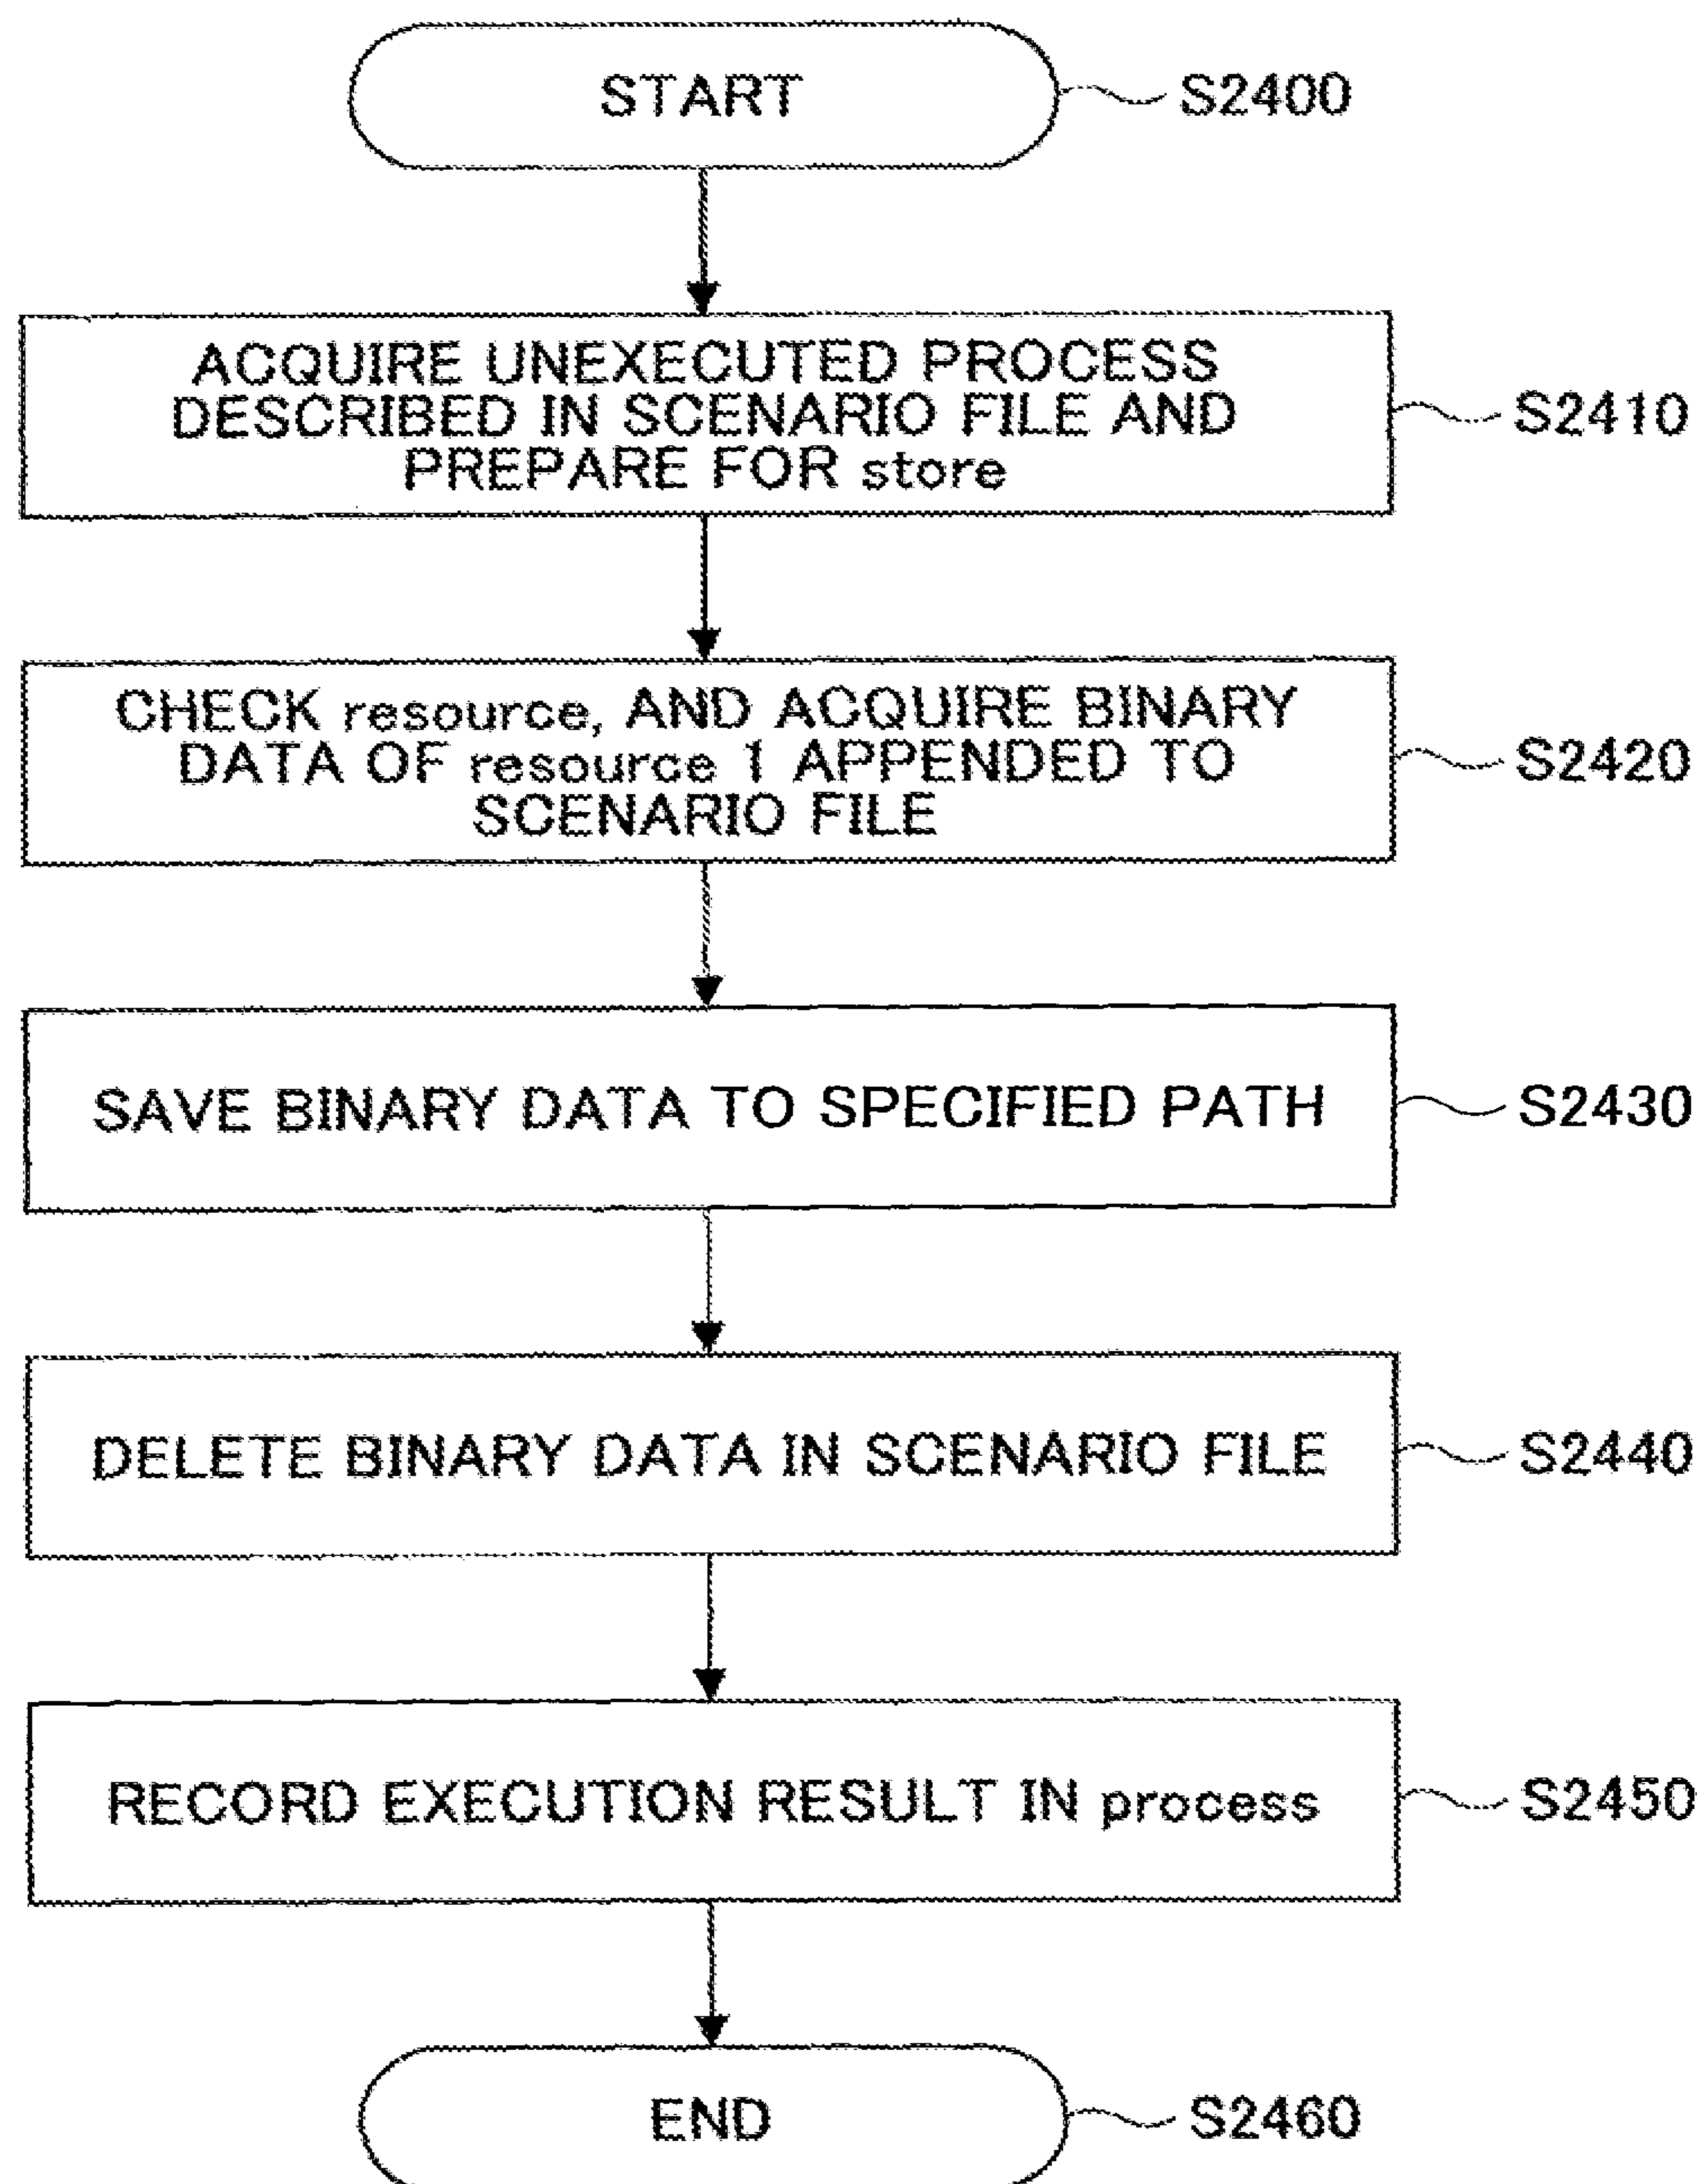 START
S2400
ACQUIRE UNEXECUTED PROCESS
DESCRIBED IN SCENARIO FILE AND
PREPARE FOR store
S2410
CHECK resource, AND ACQUIRE BINARY
DATA OF resource 1 APPENDED TO
SCENARIO FILE
S2420
SAVE BINARY DATA TO SPECIFIED PATH
S2430
DELETE BINARY DATA IN SCENARIO FILE
S2440
RECORD EXECUTION RESULT IN process
S2450
END
S2460